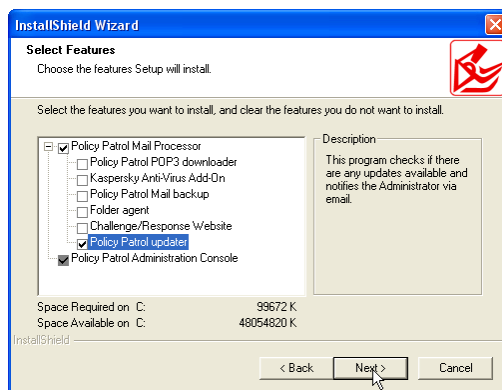 InstallShield Wizard
Select Features
Choose the features Setup will install.
Select the features you want to install, and clear the features you do not want to install.
Policy Patrol Mail Processor
Policy Patrol POP3 downloader
Kaspersky Anti-Virus Add-On
Policy Patrol Mail backup
Folder agent
Challenge/Response Website
Policy Patrol updater
Policy Patrol Administration Console
Description
This program checks if there
are any updates available and
notifies the Administrator via
email.
Space Required on C: 99672 K
Space Available on C: 48054820 K
InstallShield
< Back Next > Cancel